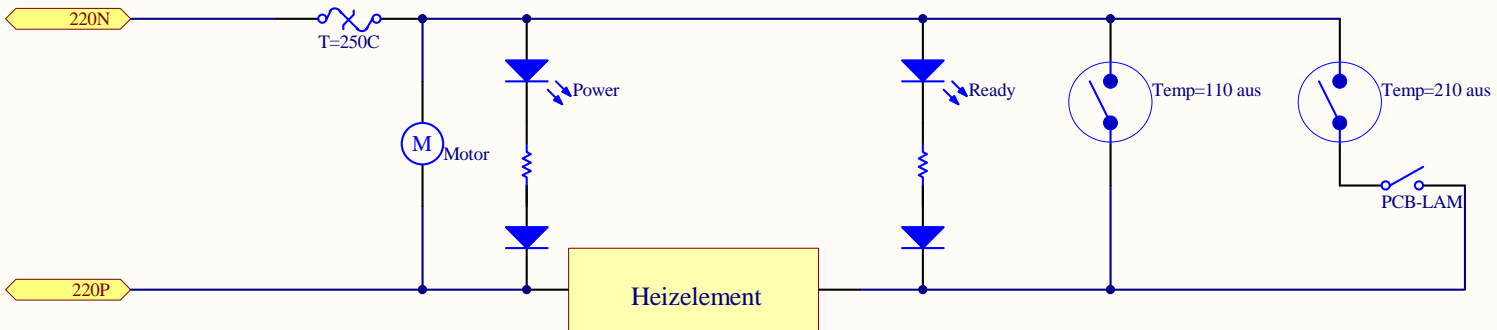 220N
T=250C
Power
Ready
Temp=110 aus
Temp=210 aus
M
Motor
PCB-LAM
220P
Heizelement